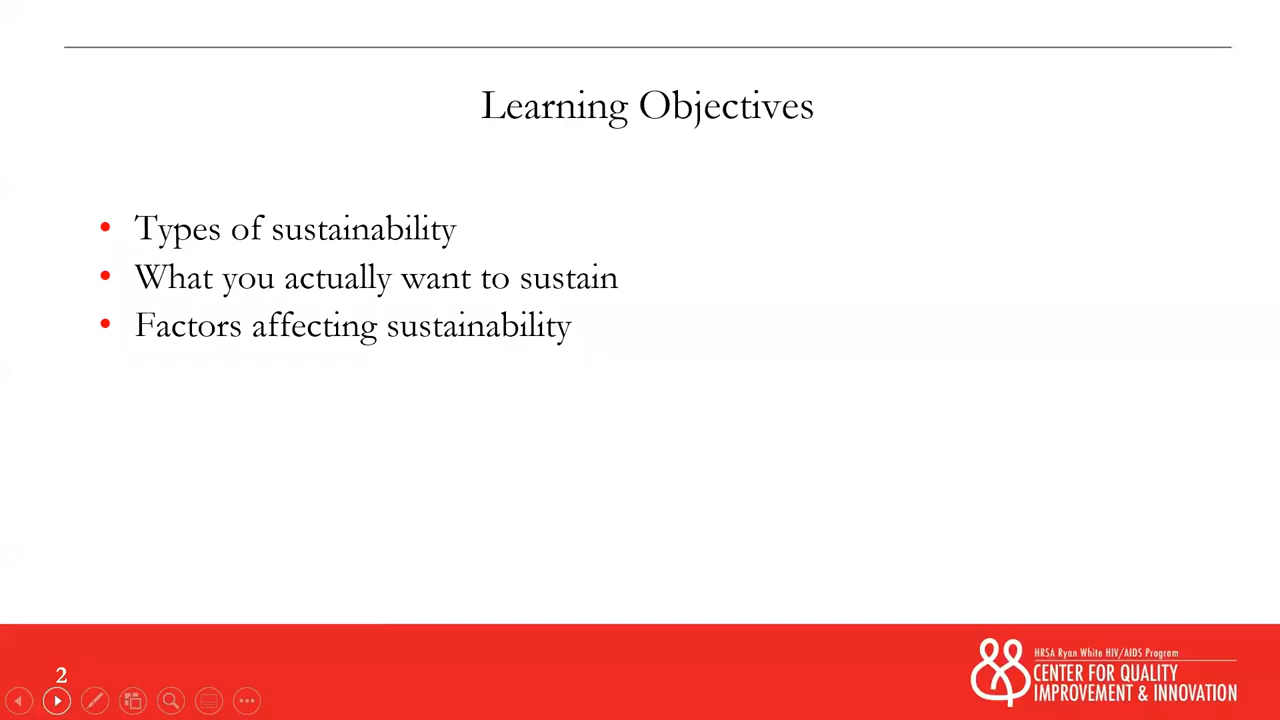 Learning Objectives
• Types of sustainability
• What you actually want to sustain
• Factors affecting sustainability
2
HRSA Ryan White HIV/AIDS Program
CENTER FOR QUALITY
IMPROVEMENT & INNOVATION